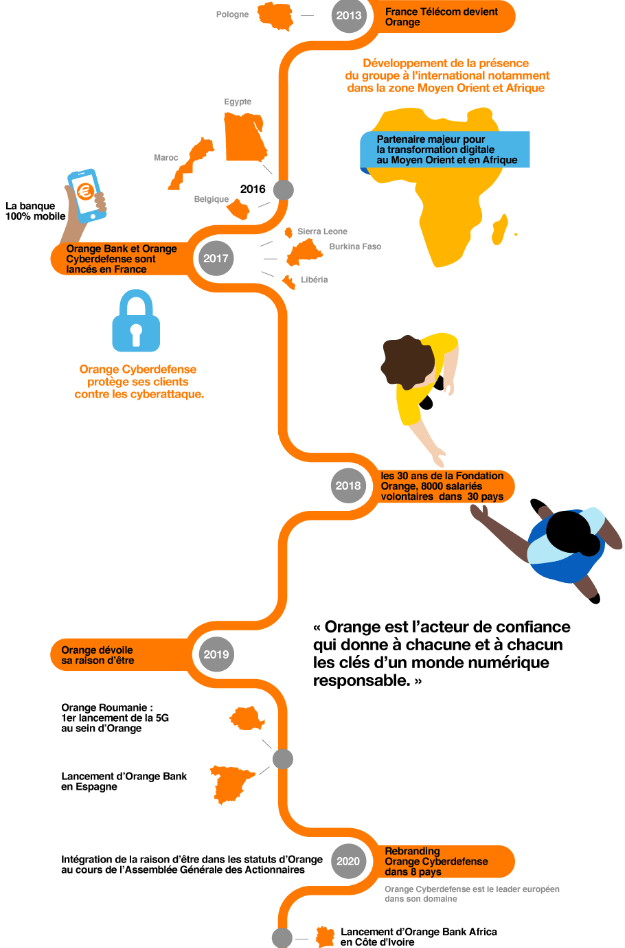 Pologne
2013
France Télécom devient
Orange
Développement de la présence
du groupe à l'international notamment
dans la zone Moyen Orient et Afrique
Egypte
Partenaire majeur pour
la transformation digitale
au Moyen Orient et en Afrique
Maroc
2016
La banque
100% mobile
Belgique
Sierra Leone
Burkina Faso
Libéria
Orange Bank et Orange
Cyberdefense sont
lancés en France
2017
Orange Cyberdefense
protège ses clients
contre les cyberattaque.
2018
les 30 ans de la Fondation
Orange, 8000 salariés
volontaires dans 30 pays
« Orange est l'acteur de confiance
qui donne à chacune et à chacun
les clés d'un monde numérique
responsable. »
Orange dévoile
sa raison d'être
2019
Orange Roumanie :
1er lancement de la 5G
au sein d'Orange
Lancement d'Orange Bank
en Espagne
Intégration de la raison d'être dans les statuts d'Orange
au cours de l'Assemblée Générale des Actionnaires
2020
Rebranding
Orange Cyberdefense
dans 8 pays
Orange Cyberdefense est le leader européen
dans son domaine
Lancement d'Orange Bank Africa
en Côte d'Ivoire